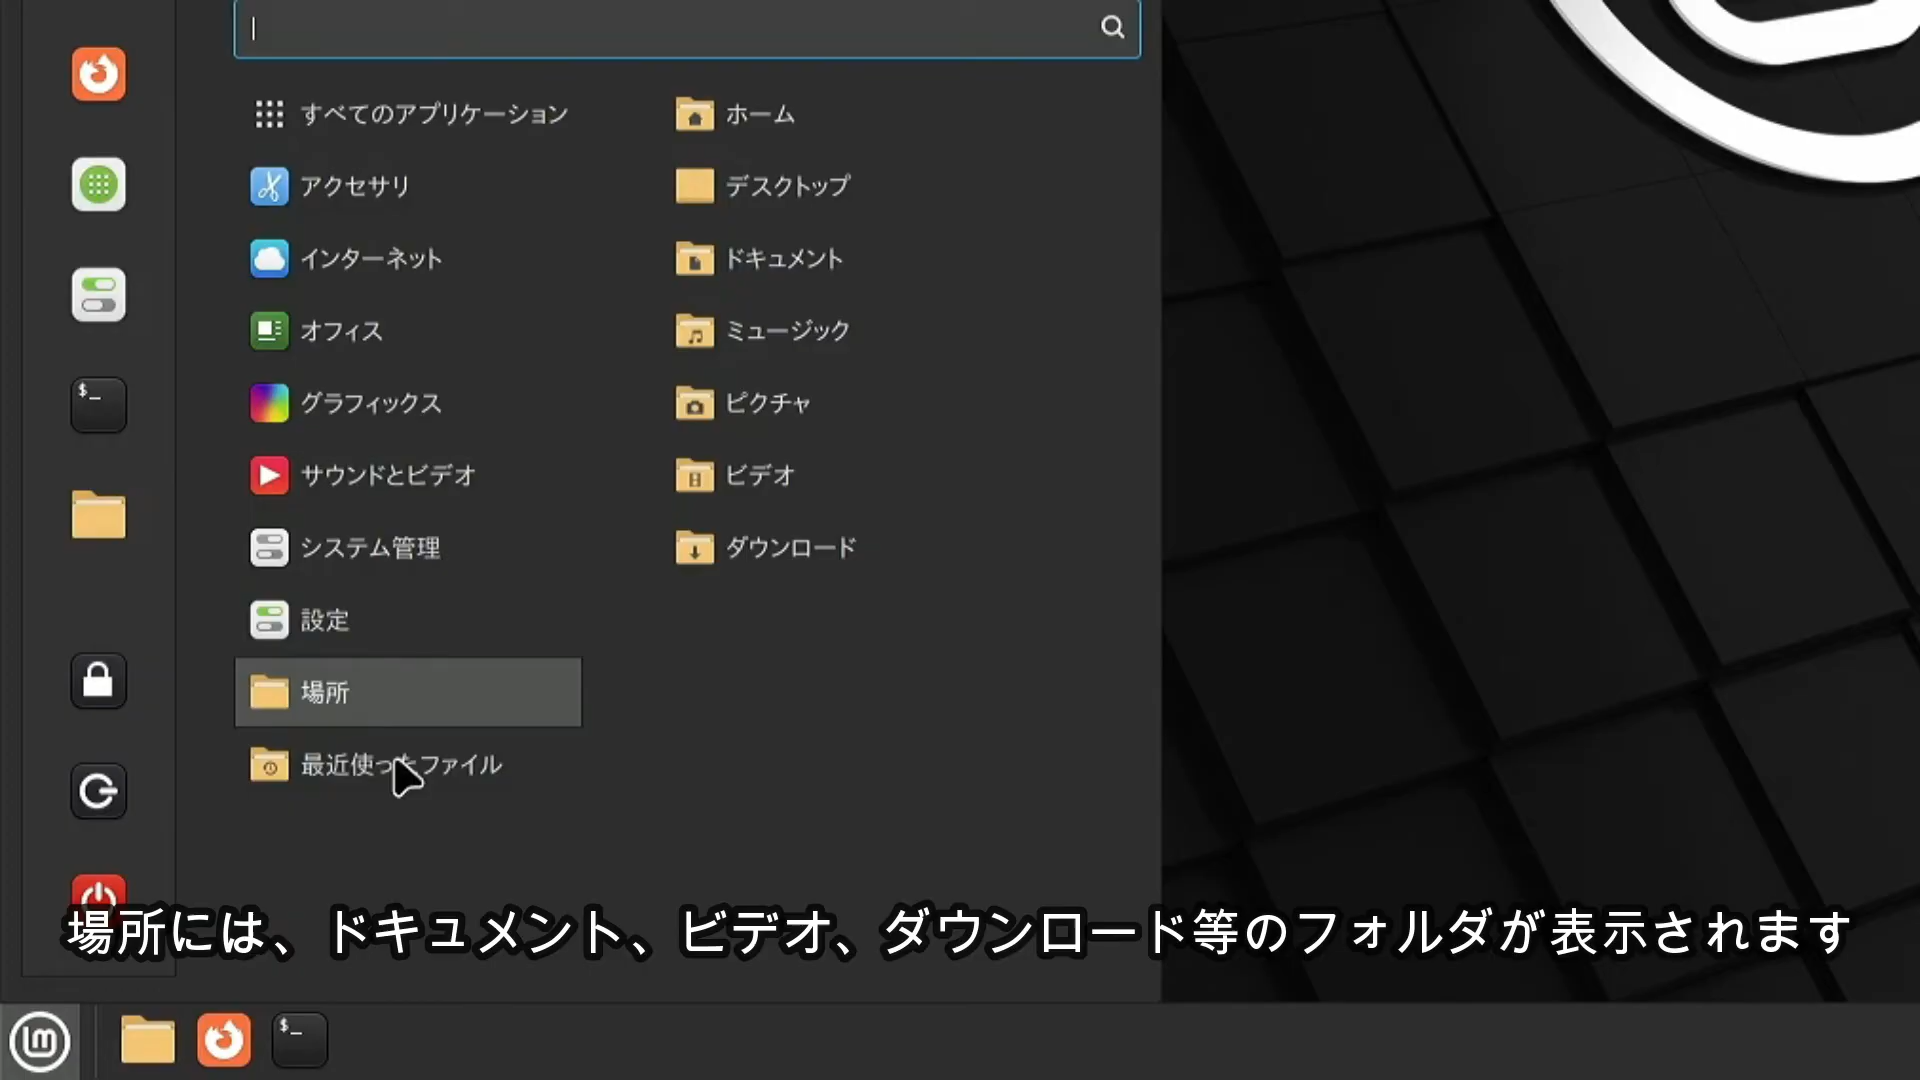 すべてのアプリケーション
アクセサリ
インターネット
オフィス
グラフィックス
サウンドとビデオ
システム管理
設定
場所
最近使ったファイル
ホーム
デスクトップ
ドキュメント
ミュージック
ピクチャ
ビデオ
ダウンロード
$_
場所には、ドキュメント、ビデオ、ダウンロード等のフォルダが表示されます
$_